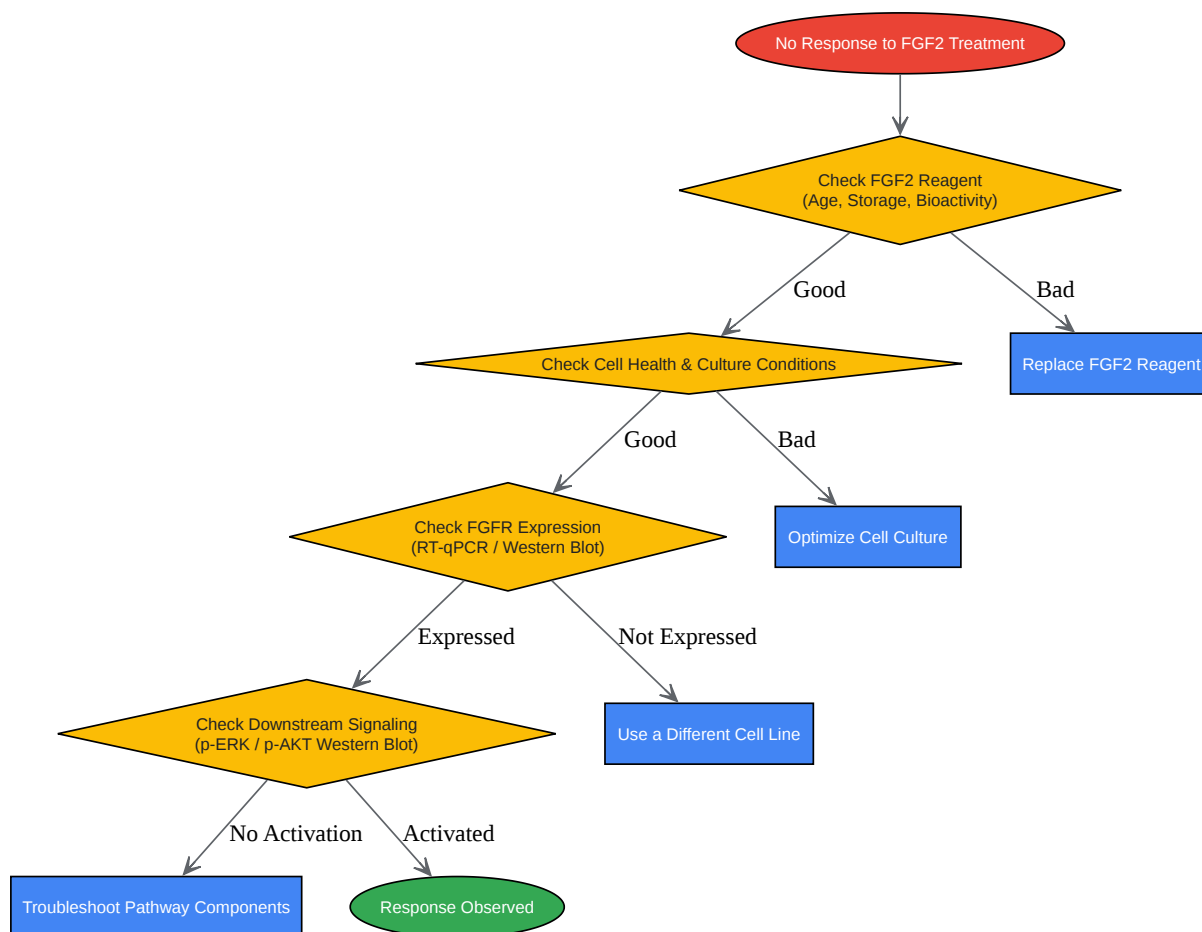 No Response to FGF2 Treatment
Check FGF2 Reagent
(Age, Storage, Bioactivity)
Good
Bad
Check Cell Health & Culture Conditions
Replace FGF2 Reagent
Good
Bad
Check FGFR Expression
(RT-qPCR / Western Blot)
Optimize Cell Culture
Expressed
Not Expressed
Check Downstream Signaling
(p-ERK / p-AKT Western Blot)
Use a Different Cell Line
No Activation
Activated
Troubleshoot Pathway Components
Response Observed